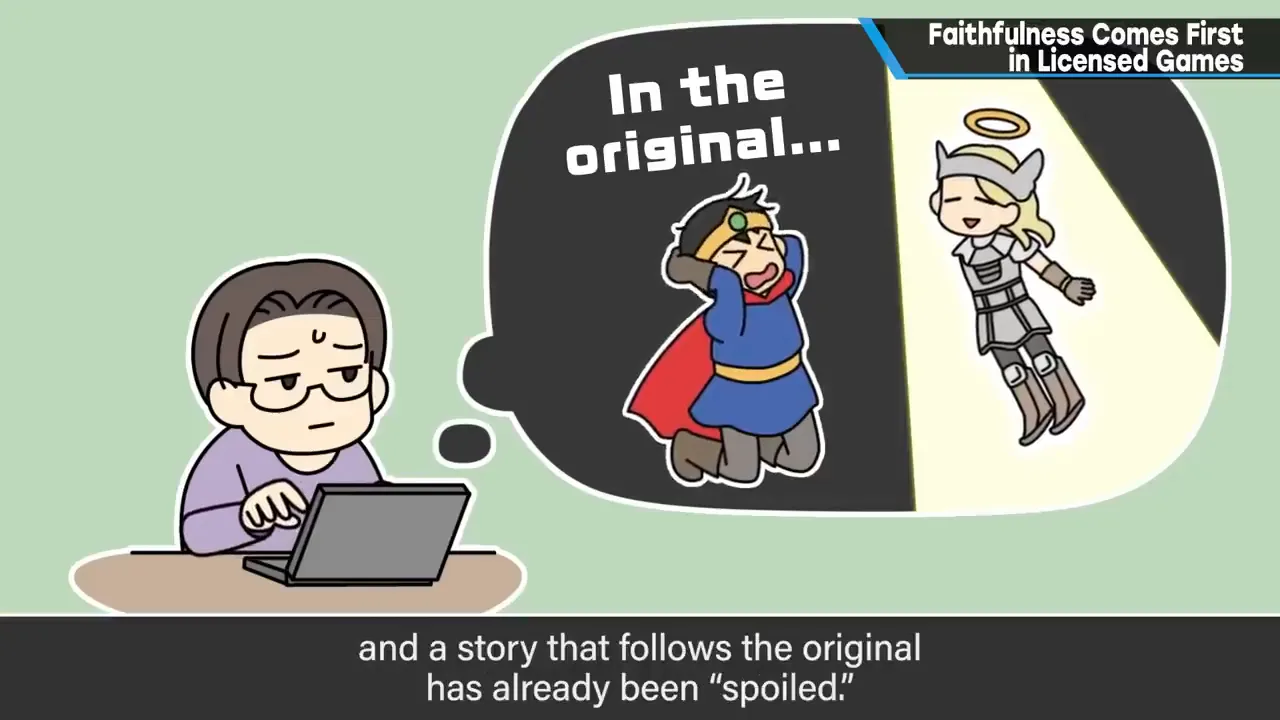 Faithfulness Comes First
in Licensed Games
In the
original...
and a story that follows the original
has already been “spoiled.”